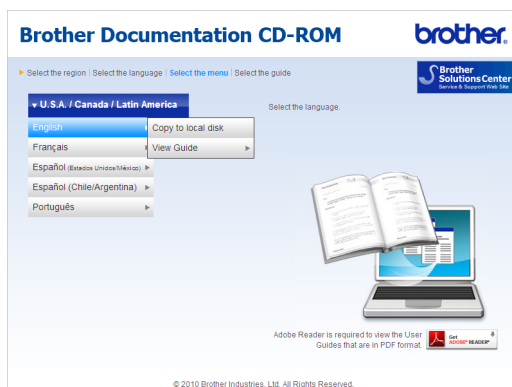 Brother Documentation CD-ROM
brother
Select the region | Select the language | Select the menu | Select the guide
Brother
Solutions Center
Service & Support Web Site
U.S.A. / Canada / Latin America
Select the language.
English
Copy to local disk
Français
View Guide
Español (Estados Unidos/México)
Español (Chile/Argentina)
Português
Adobe Reader is required to view the User
Guides that are in PDF format.
Get
ADOBE® READER®
© 2010 Brother Industries, Ltd. All Rights Reserved.